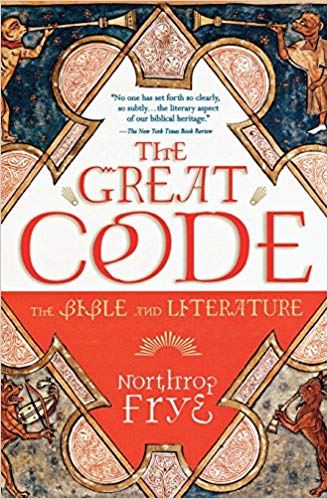 "No one has set forth so clearly,
so subtly... the literary aspect
of our biblical heritage."
—The New York Times Book Review
THE
GREAT
CODE
THE BIBLE AND LITERATURE
Northrop
Frye